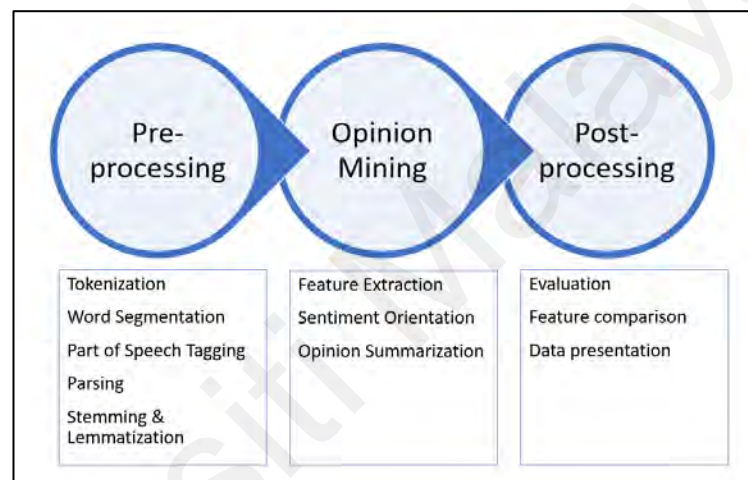 Pre-
processing
Opinion
Mining
Post-
processing
Tokenization
Word Segmentation
Part of Speech Tagging
Parsing
Stemming &
Lemmatization
Feature Extraction
Sentiment Orientation
Opinion Summarization
Evaluation
Feature comparison
Data presentation